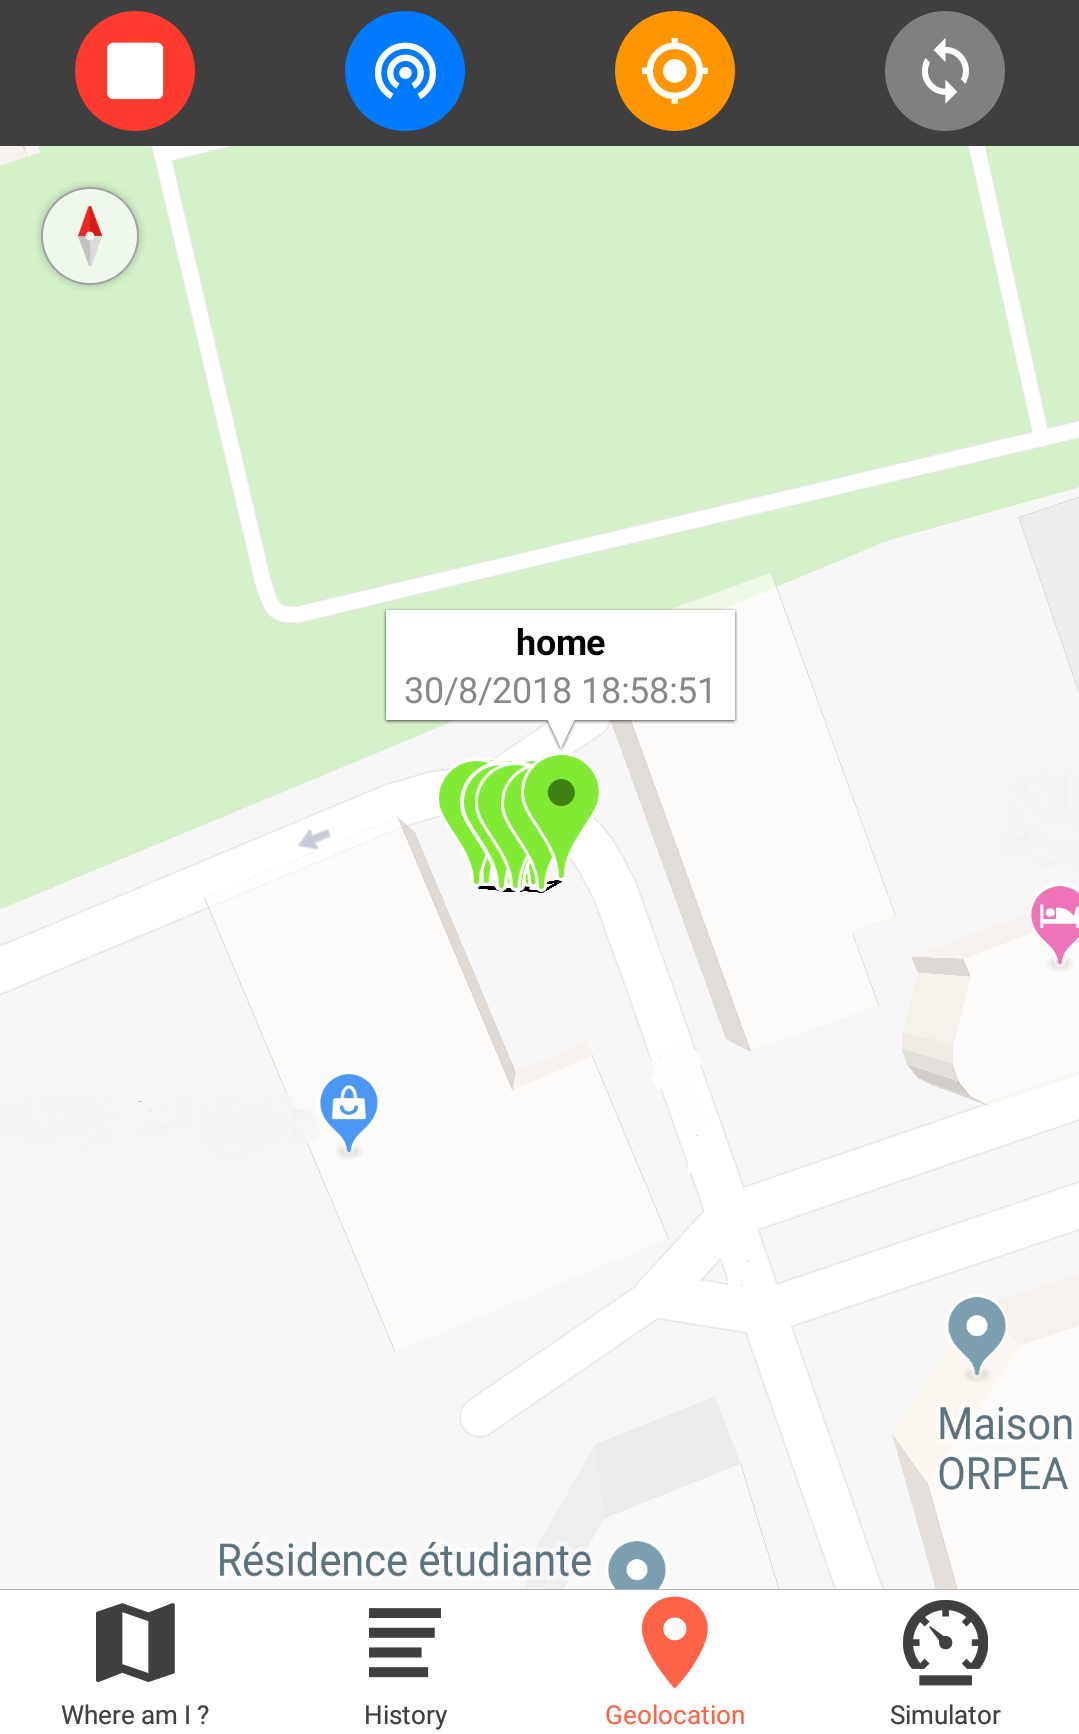 home
30/8/2018 18:58:51
Maison
ORPEA
Résidence étudiante
Where am I ?
History
Geolocation
Simulator